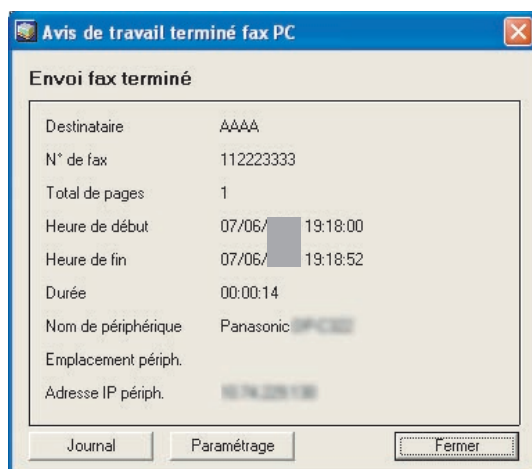 Avis de travail terminé fax PC
Envoi fax terminé
Destinataire AAAA
N° de fax 112223333
Total de pages 1
Heure de début 07/06/ 19:18:00
Heure de fin 07/06/ 19:18:52
Durée 00:00:14
Nom de périphérique Panasonic
Emplacement périph.
Adresse IP périph.
Journal Paramétrage Fermer